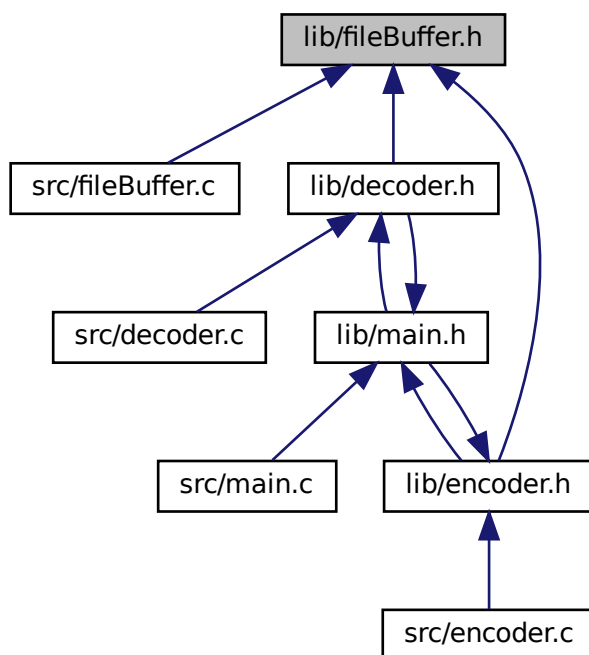 lib/fileBuffer.h
src/fileBuffer.c
lib/decoder.h
src/decoder.c
lib/main.h
src/main.c
lib/encoder.h
src/encoder.c